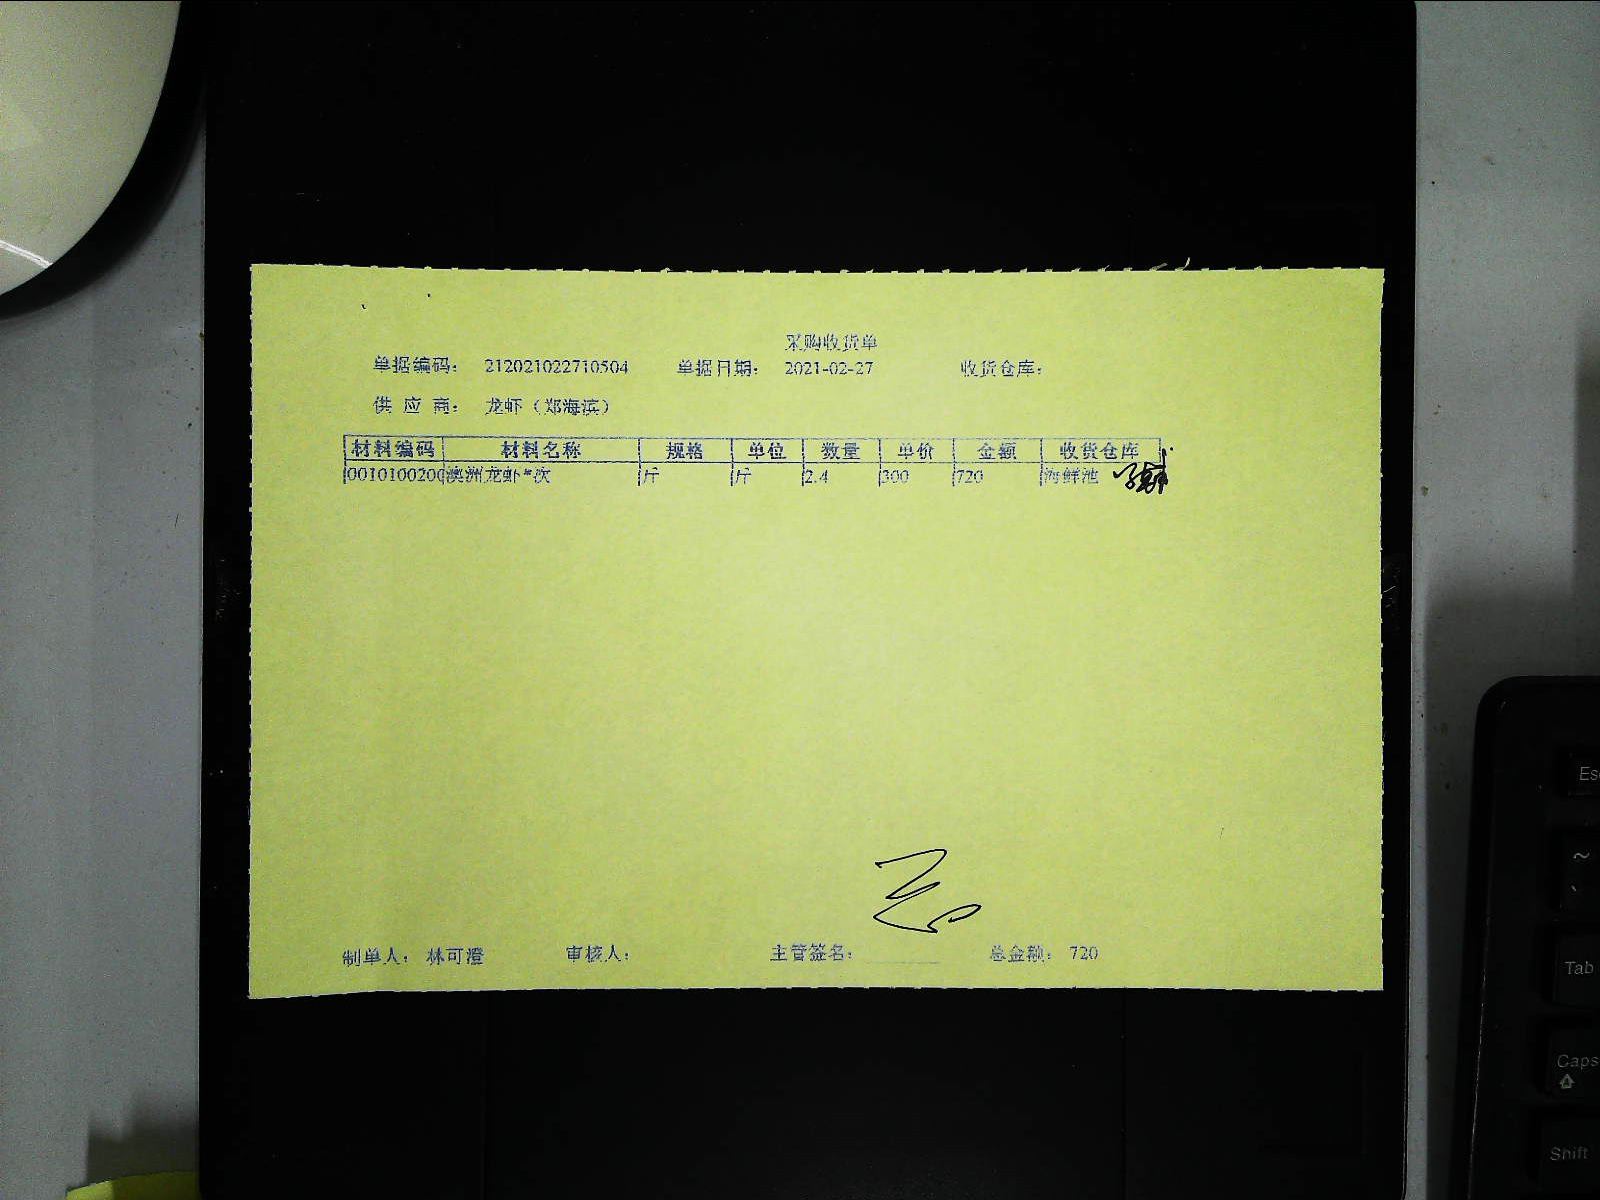 采购收货单
单据编码： 212021022710504 单据日期： 2021-02-27 收货仓库：
供 应 商： 龙虾（郑海滨）
材料编码 材料名称 规格 单位 数量 单价 金额 收货仓库
0010100200 澳洲龙虾*次 斤 斤 2.4 300 720 海鲜池
制单人： 林可澄 审核人： 主管签名： 总金额： 720
Esc
~
Tab
Caps
Shift